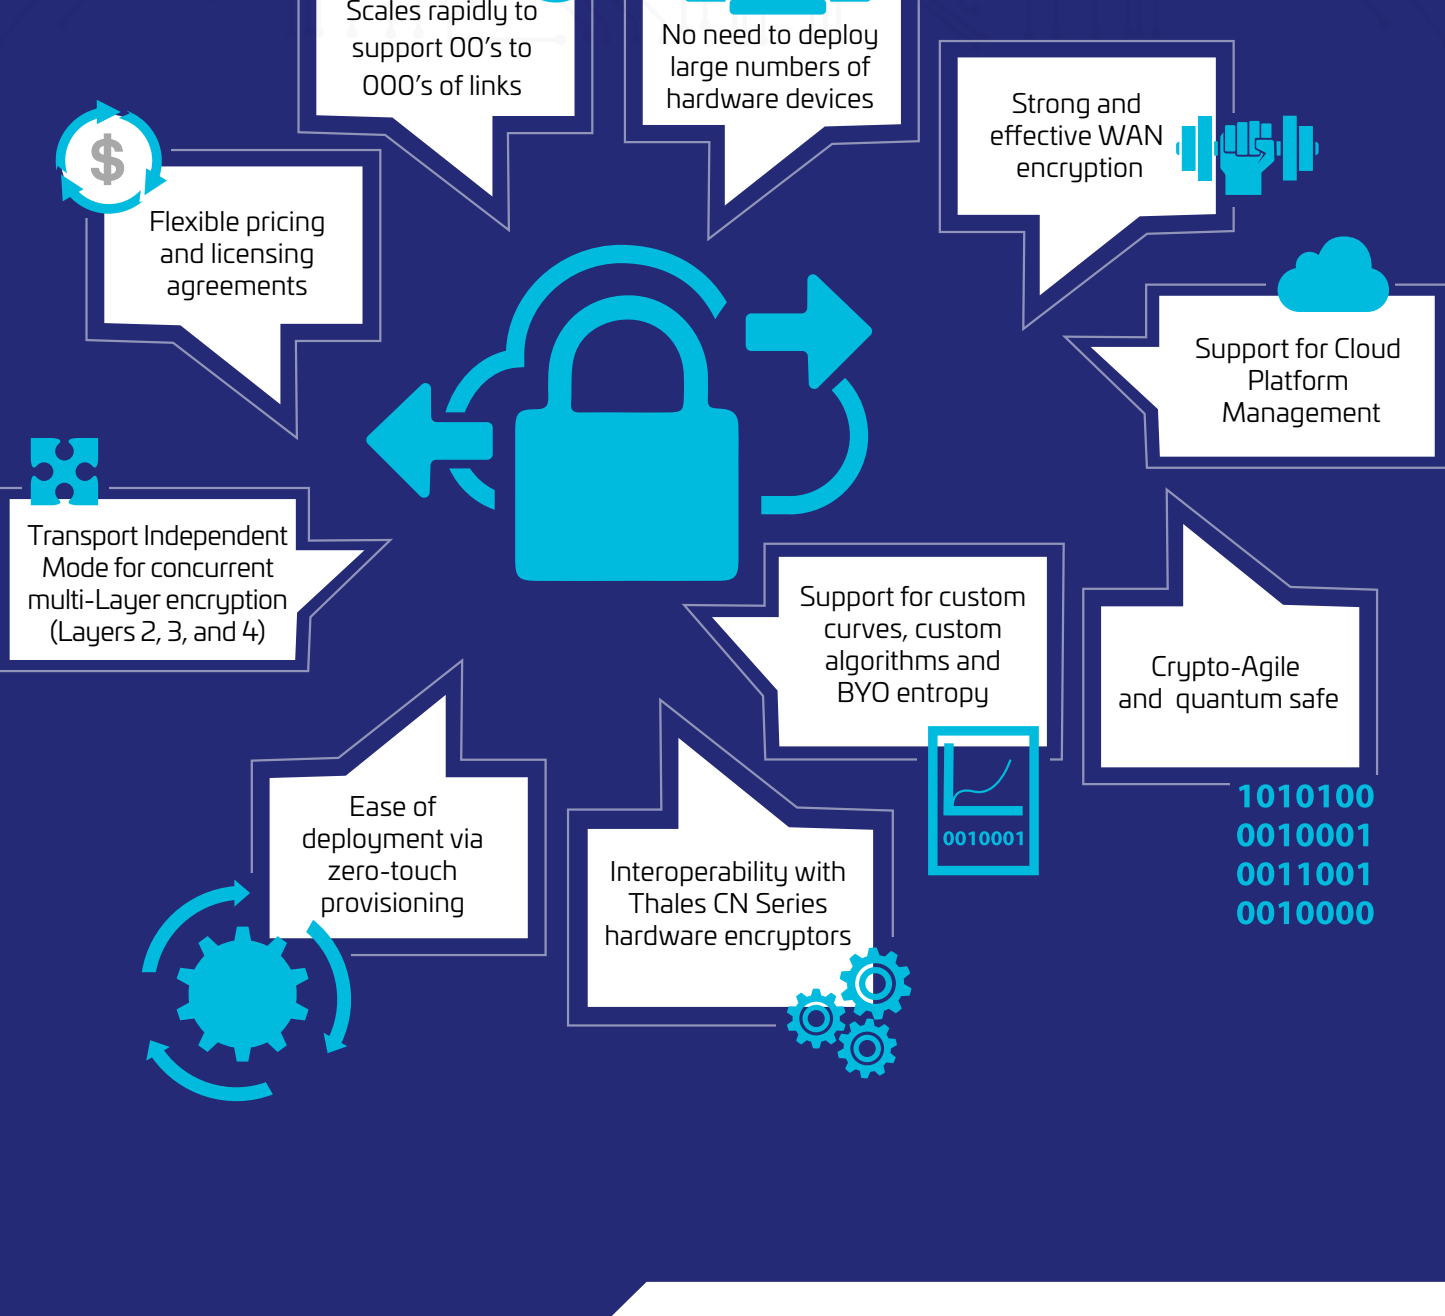 Scales rapidly to
support 00's to
000's of links
No need to deploy
large numbers of
hardware devices
Strong and
effective WAN
encryption
$
Flexible pricing
and licensing
agreements
Support for Cloud
Platform
Management
Transport Independent
Mode for concurrent
multi-Layer encryption
(Layers 2, 3, and 4)
Support for custom
curves, custom
algorithms and
BYO entropy
0010001
Crypto-Agile
and quantum safe
1010100
0010001
0011001
0010000
Ease of
deployment via
zero-touch
provisioning
Interoperability with
Thales CN Series
hardware encryptors